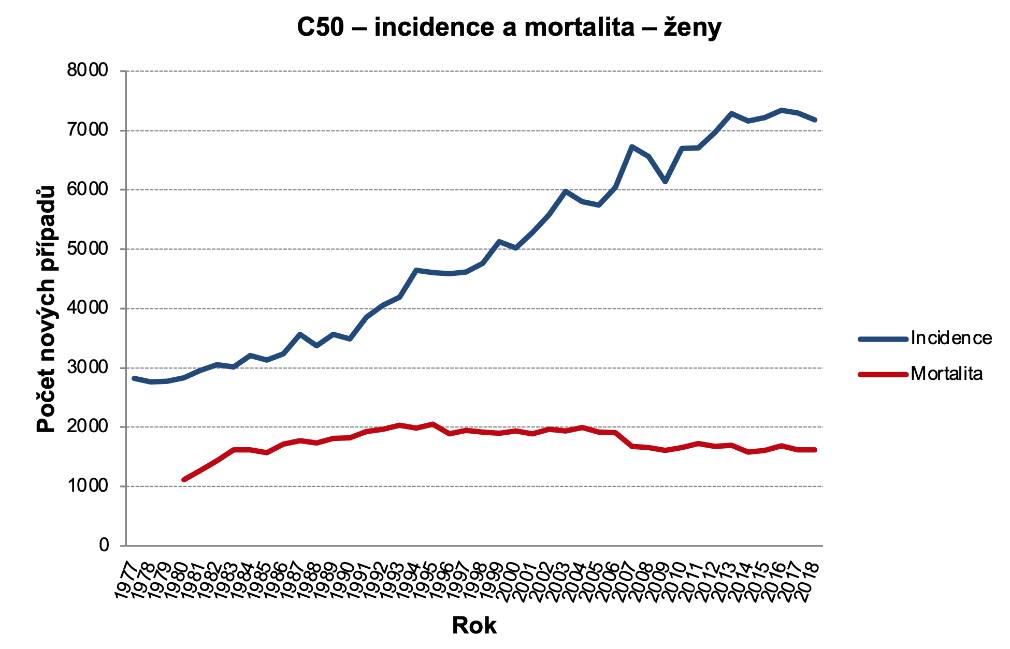 C50 – incidence a mortalita – ženy
Počet nových případů
8000
7000
6000
5000
4000
3000
2000
1000
0
1977 1978 1979 1980 1981 1982 1983 1984 1985 1986 1987 1988 1989 1990 1991 1992 1993 1994 1995 1996 1997 1998 1999 2000 2001 2002 2003 2004 2005 2006 2007 2008 2009 2010 2011 2012 2013 2014 2015 2016 2017 2018
Rok
Incidence
Mortalita